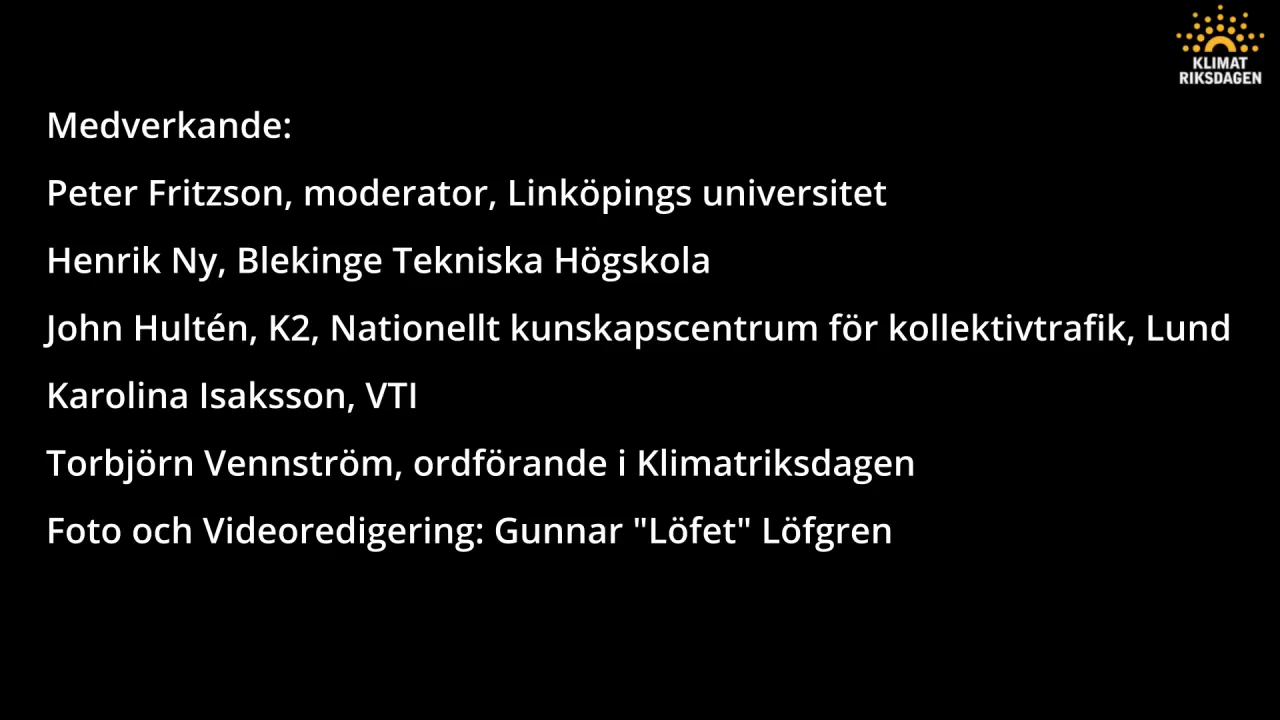 KLIMAT
RIKSDAGEN
Medverkande:
Peter Fritzson, moderator, Linköpings universitet
Henrik Ny, Blekinge Tekniska Högskola
John Hultén, K2, Nationellt kunskapscentrum för kollektivtrafik, Lund
Karolina Isaksson, VTI
Torbjörn Vennström, ordförande i Klimatriksdagen
Foto och Videoredigering: Gunnar "Löfet" Löfgren